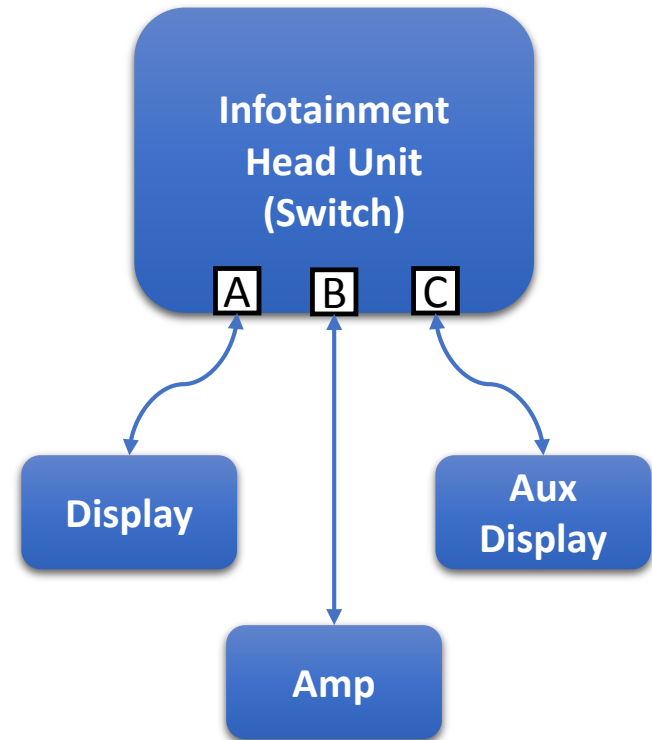 Infotainment
Head Unit
(Switch)
A B C
Display
Aux
Display
Amp